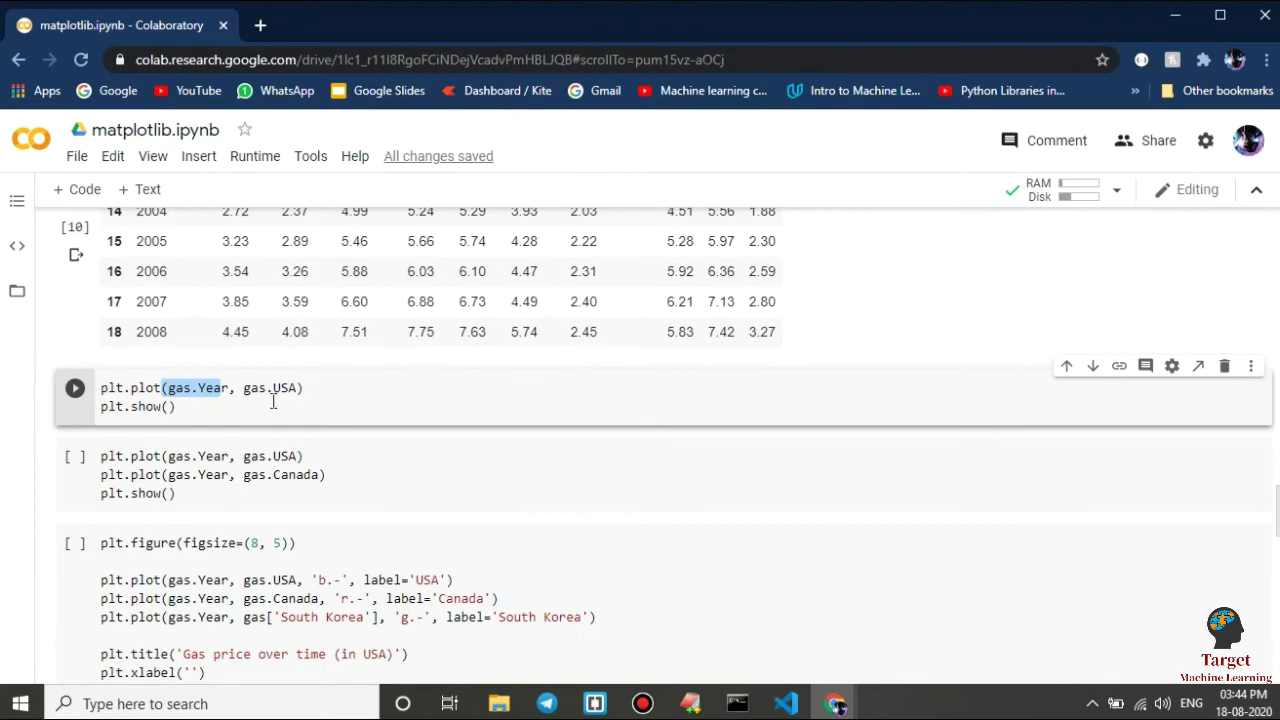 matplotlib.ipynb - Colaboratory
colab.research.google.com/drive/1lc1_r11I8RgoFCiNDejVcadvPmHBLJQB#scrollTo=pum15vz-aOCj
Apps Google YouTube WhatsApp Google Slides Dashboard / Kite Gmail Machine learning c... Intro to Machine Le... Python Libraries in... » Other bookmarks
matplotlib.ipynb
Comment Share
File Edit View Insert Runtime Tools Help All changes saved
+ Code + Text
RAM
Disk
Editing
14 2004 2.72 2.37 4.99 5.24 5.29 3.93 2.03 4.51 5.56 1.88
[10]
15 2005 3.23 2.89 5.46 5.66 5.74 4.28 2.22 5.28 5.97 2.30
16 2006 3.54 3.26 5.88 6.03 6.10 4.47 2.31 5.92 6.36 2.59
17 2007 3.85 3.59 6.60 6.88 6.73 4.49 2.40 6.21 7.13 2.80
18 2008 4.45 4.08 7.51 7.75 7.63 5.74 2.45 5.83 7.42 3.27
plt.plot(gas.Year, gas.USA)
plt.show()
[ ] plt.plot(gas.Year, gas.USA)
plt.plot(gas.Year, gas.Canada)
plt.show()
[ ] plt.figure(figsize=(8, 5))
plt.plot(gas.Year, gas.USA, 'b.-', label='USA')
plt.plot(gas.Year, gas.Canada, 'r.-', label='Canada')
plt.plot(gas.Year, gas['South Korea'], 'g.-', label='South Korea')
plt.title('Gas price over time (in USA)')
plt.xlabel('')
Target
Machine Learning
Type here to search
ENG
03:44 PM
18-08-2020